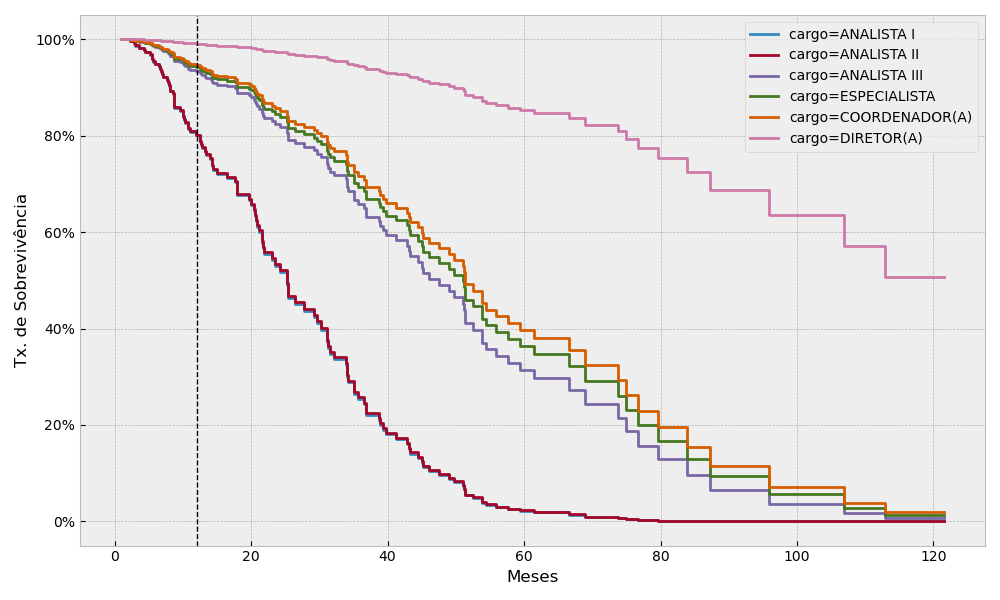 cargo=ANALISTA I
cargo=ANALISTA II
cargo=ANALISTA III
cargo=ESPECIALISTA
cargo=COORDENADOR(A)
cargo=DIRETOR(A)
Tx. de Sobrevivência
100%
80%
60%
40%
20%
0%
0 20 40 60 80 100 120
Meses